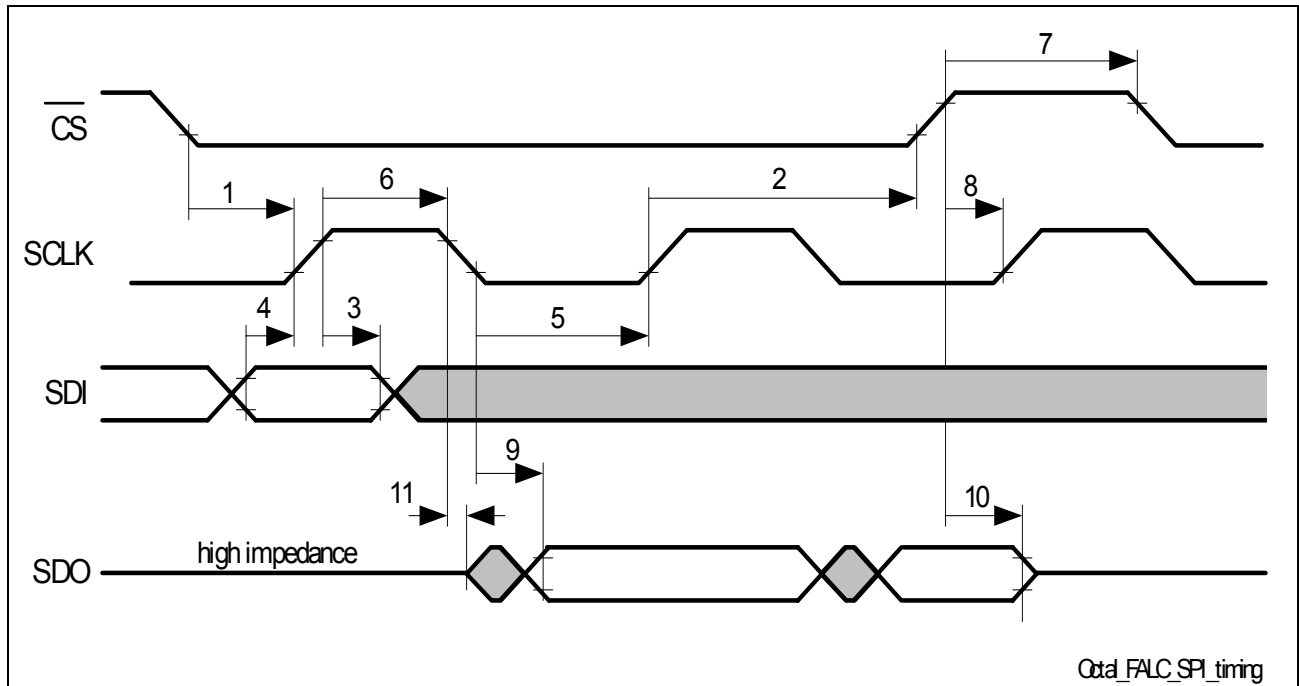 7
CS
1
6
2
8
SCLK
4
3
5
SDI
9
11
10
high impedance
SDO
Octal_FALC_SPI_timing